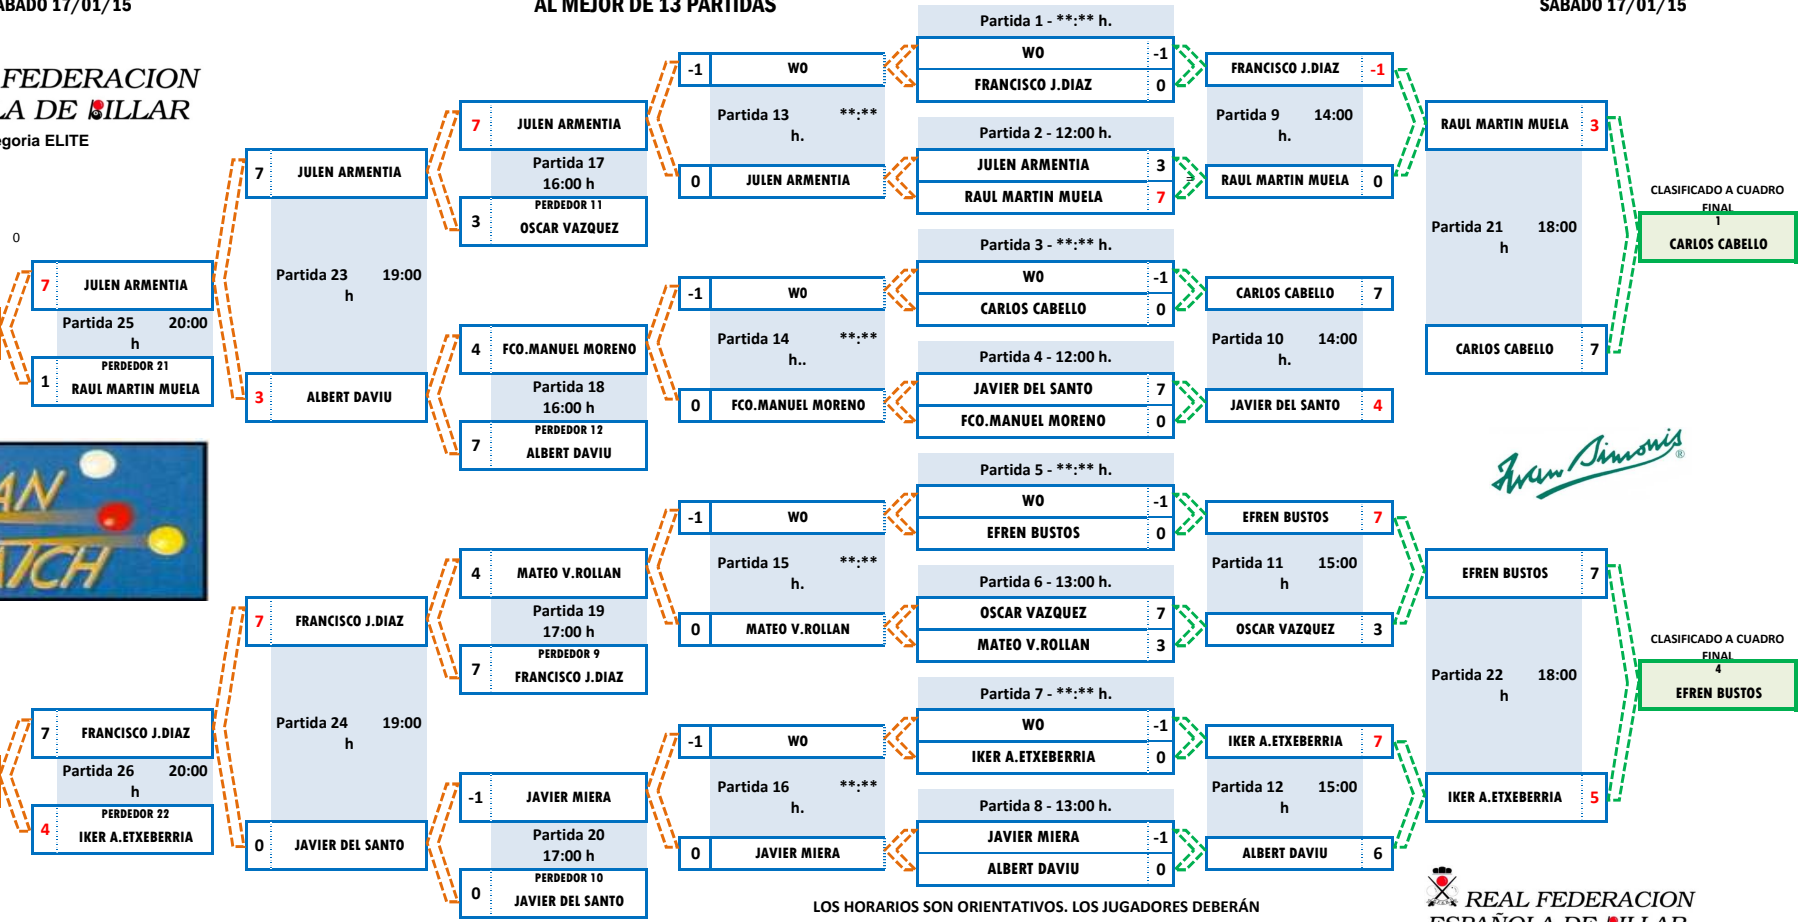 SABADO 17/01/15
AL MEJOR DE 13 PARTIDAS
SABADO 17/01/15
FEDERACION
LA DE BILLAR
egoria ELITE
0
7 JULEN ARMENTIA
Partida 25 20:00
h
PERDEDOR 21
1 RAUL MARTIN MUELA
AN
ATCH
7 FRANCISCO J.DIAZ
Partida 26 20:00
h
PERDEDOR 22
4 IKER A.ETXEBERRIA
7 JULEN ARMENTIA
Partida 23 19:00
h
3 ALBERT DAVIU
7 FRANCISCO J.DIAZ
Partida 24 19:00
h
0 JAVIER DEL SANTO
7 JULEN ARMENTIA
Partida 17
16:00 h
PERDEDOR 11
3 OSCAR VAZQUEZ
4 FCO.MANUEL MORENO
Partida 18
16:00 h
PERDEDOR 12
7 ALBERT DAVIU
4 MATEO V.ROLLAN
Partida 19
17:00 h
PERDEDOR 9
7 FRANCISCO J.DIAZ
-1 JAVIER MIERA
Partida 20
17:00 h
PERDEDOR 10
0 JAVIER DEL SANTO
-1 WO
Partida 13 **:**
h.
0 JULEN ARMENTIA
-1 WO
Partida 14 **:**
h..
0 FCO.MANUEL MORENO
-1 WO
Partida 15 **:**
h.
0 MATEO V.ROLLAN
-1 WO
Partida 16 **:**
h.
0 JAVIER MIERA
Partida 1 - **:** h.
WO -1
FRANCISCO J.DIAZ 0
Partida 2 - 12:00 h.
JULEN ARMENTIA 3
RAUL MARTIN MUELA 7
Partida 3 - **:** h.
WO -1
CARLOS CABELLO 0
Partida 4 - 12:00 h.
JAVIER DEL SANTO 7
FCO.MANUEL MORENO 0
Partida 5 - **:** h.
WO -1
EFREN BUSTOS 0
Partida 6 - 13:00 h.
OSCAR VAZQUEZ 7
MATEO V.ROLLAN 3
Partida 7 - **:** h.
WO -1
IKER A.ETXEBERRIA 0
Partida 8 - 13:00 h.
JAVIER MIERA -1
ALBERT DAVIU 0
FRANCISCO J.DIAZ -1
Partida 9 14:00
h.
RAUL MARTIN MUELA 0
CARLOS CABELLO 7
Partida 10 14:00
h.
JAVIER DEL SANTO 4
EFREN BUSTOS 7
Partida 11 15:00
h
OSCAR VAZQUEZ 3
IKER A.ETXEBERRIA 7
Partida 12 15:00
h
ALBERT DAVIU 6
RAUL MARTIN MUELA 3
Partida 21 18:00
h
CARLOS CABELLO 7
EFREN BUSTOS 7
Partida 22 18:00
h
IKER A.ETXEBERRIA 5
CLASIFICADO A CUADRO
FINAL
1
CARLOS CABELLO
Iwan Simonis ®
CLASIFICADO A CUADRO
FINAL
4
EFREN BUSTOS
LOS HORARIOS SON ORIENTATIVOS. LOS JUGADORES DEBERÁN
REAL FEDERACION
ESPAÑOLA DE BILLAR